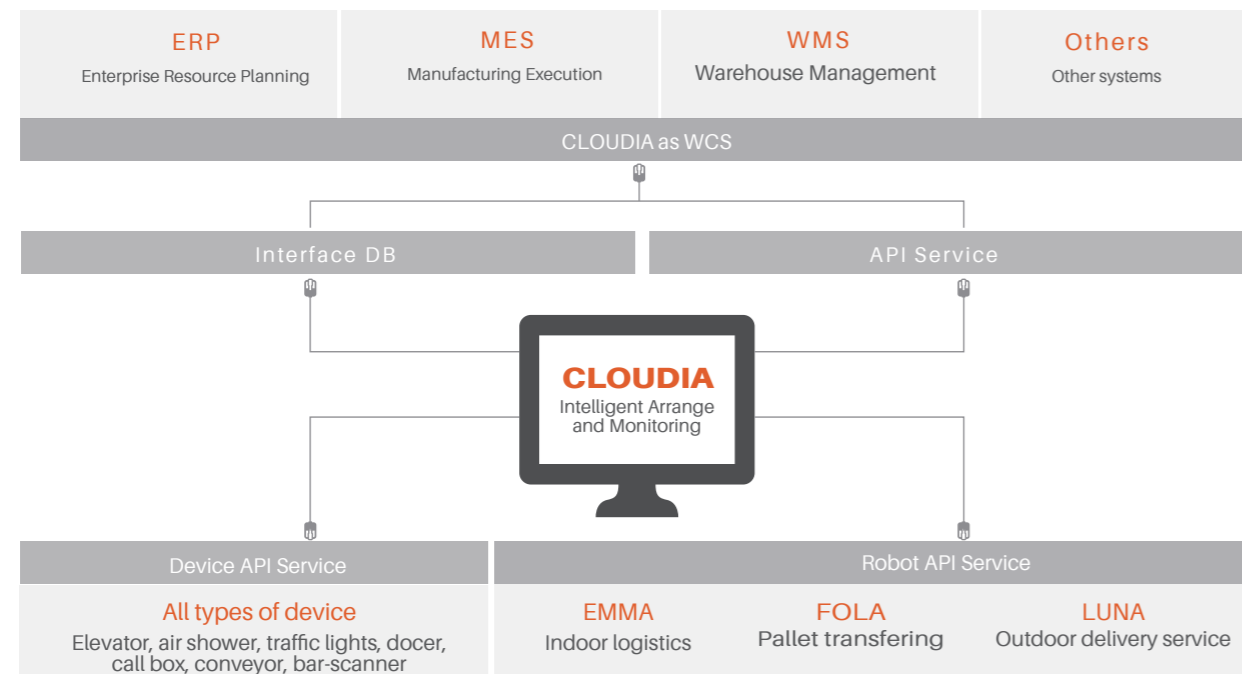 ERP
Enterprise Resource Planning
MES
Manufacturing Execution
WMS
Warehouse Management
Others
Other systems
CLOUDIA as WCS
Interface DB
API Service
CLOUDIA
Intelligent Arrange
and Monitoring
Device API Service
Robot API Service
All types of device
Elevator, air shower, traffic lights, docer,
call box, conveyor, bar-scanner
EMMA
Indoor logistics
FOLA
Pallet transfering
LUNA
Outdoor delivery service